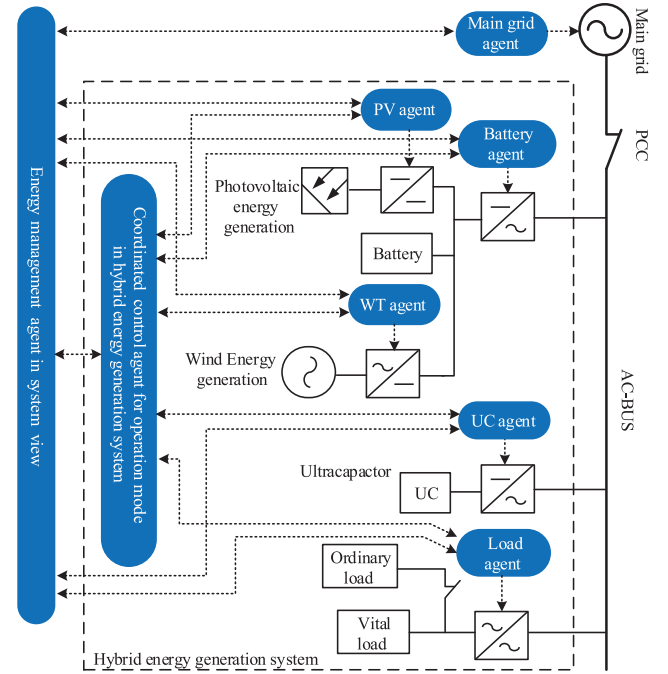 Main grid
agent
Main grid
PV agent
Battery
agent
PCC
Photovoltaic
energy
generation
Battery
Energy management agent in system view
Coordinated control agent for operation mode
in hybrid energy generation system
WT agent
Wind Energy
generation
AC-BUS
UC agent
Ultracapactor
UC
Load
agent
Ordinary
load
Vital
load
Hybrid energy generation system